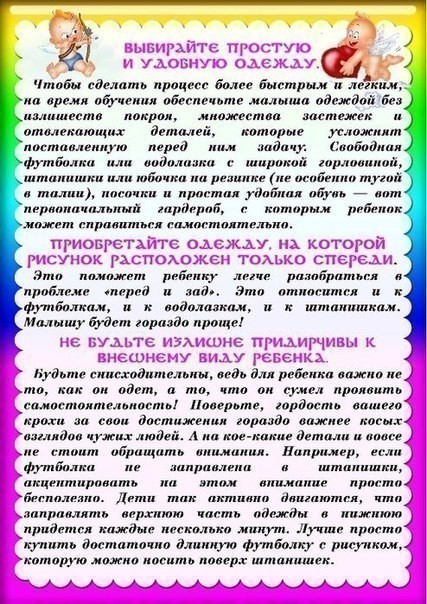 ВЫБИРАЙТЕ ПРОСТУЮ
И УДОБНУЮ ОДЕЖДУ.
Чтобы сделать процесс более быстрым и легким,
на время обучения обеспечьте малыша одеждой без
излишеств покроя, множества застежек и
отвлекающих деталей, которые усложнят
поставленную перед ним задачу. Свободная
футболка или водолазка с широкой горловиной,
штанишки или юбочка на резинке (не особенно тугой
в талии), носочки и простая удобная обувь — вот
первоначальный гардероб, с которым ребенок
может справиться самостоятельно.
ПРИОБРЕТАЙТЕ ОДЕЖДУ, НА КОТОРОЙ
РИСУНОК РАСПОЛОЖЕН ТОЛЬКО СПЕРЕДИ.
Это поможет ребенку легче разобраться в
проблеме «перед и зад». Это относится и к
футболкам, и к водолазкам, и к штанишкам.
Малышу будет гораздо проще!
НЕ БУДЬТЕ ИЗЛИШНЕ ПРИДИРЧИВЫ К
ВНЕШНЕМУ ВИДУ РЕБЕНКА.
Будьте снисходительны, ведь для ребенка важно не
то, как он одет, а то, что он сумел проявить
самостоятельность! Поверьте, гордость вашего
крохи за свои достижения гораздо важнее косых
взглядов чужих людей. А на кое-какие детали и вовсе
не стоит обращать внимания. Например, если
футболка не заправлена в штанишки,
акцентировать на этом внимание просто
бесполезно. Дети так активно двигаются, что
заправлять верхнюю часть одежды в нижнюю
придется каждые несколько минут. Лучше просто
купить достаточно длинную футболку с рисунком,
которую можно носить поверх штанишек.